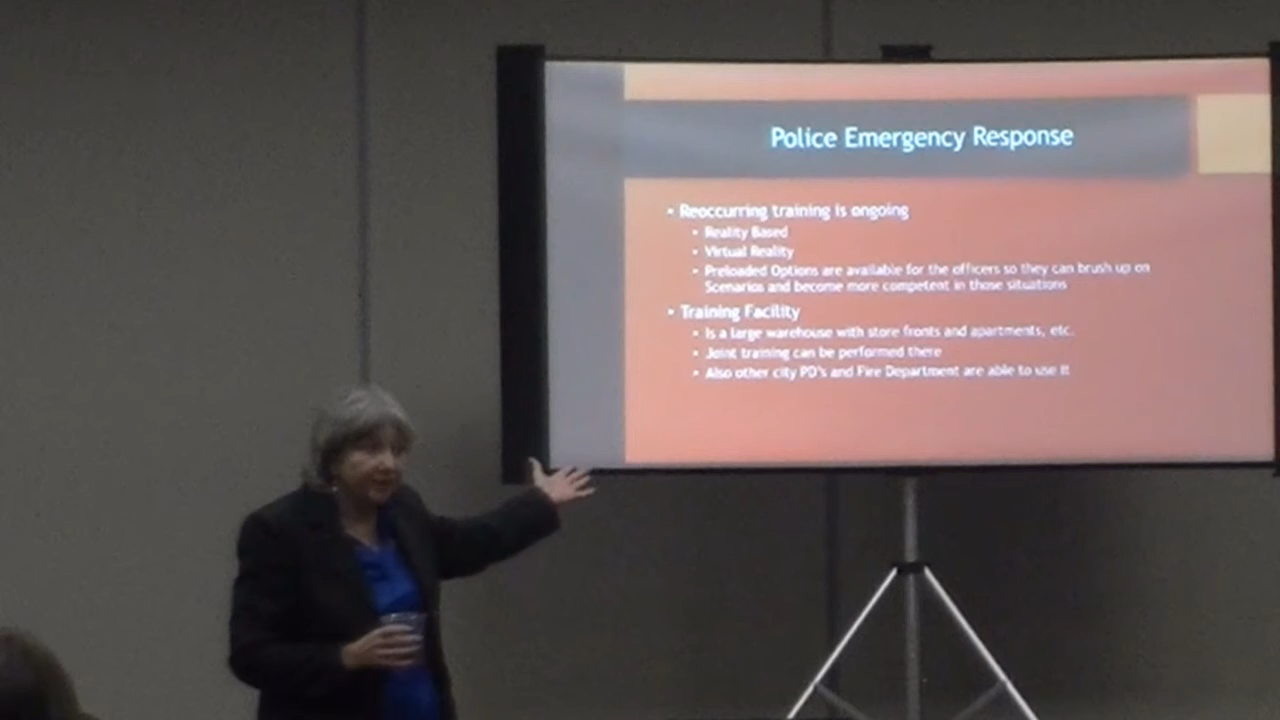 Police Emergency Response
• Reoccurring training is ongoing
• Reality Based
• Virtual Reality
• Preloaded Options are available for the officers so they can brush up on
Scenarios and become more competent in those situations
• Training Facility
• Is a large warehouse with store fronts and apartments, etc.
• Joint training can be performed there
• Also other city PD's and Fire Department are able to use it